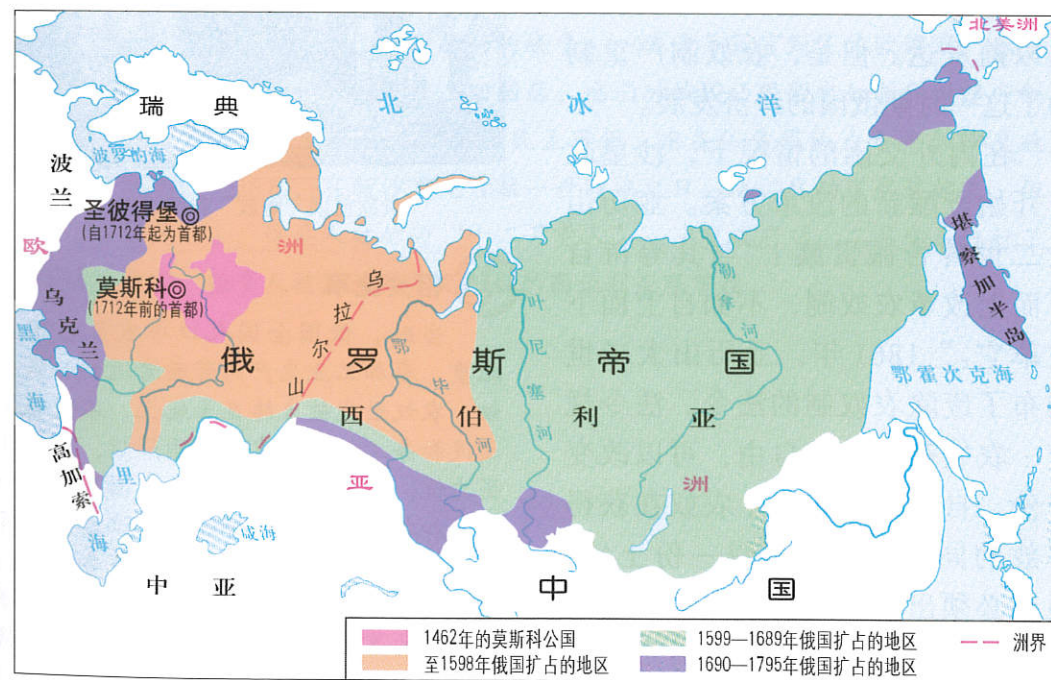 北美洲
北冰洋
瑞典
波罗的海
波兰
圣彼得堡
(自1712年起为首都)
欧洲
莫斯科
(1712年前的首都)
乌克兰
黑海
乌拉尔山
俄罗斯帝国
西伯利亚
鄂毕河
叶尼塞河
勒拿河
堪察加半岛
鄂霍次克海
高加索
里海
咸海
亚洲
中亚
中国
1462年的莫斯科公国
至1598年俄国扩占的地区
1599—1689年俄国扩占的地区
1690—1795年俄国扩占的地区
洲界